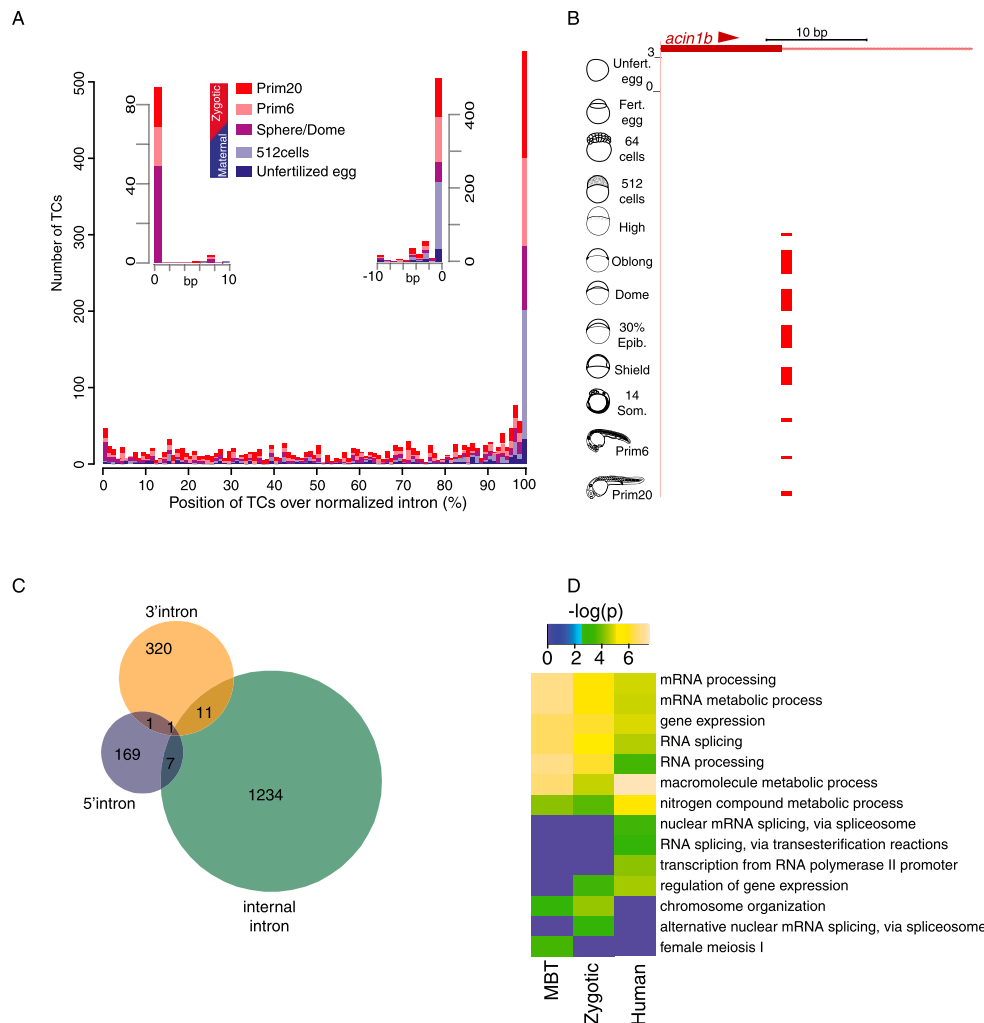 A
Number of TCs
500
400
300
200
100
0
0
10
20
30
40
50
60
70
80
90
100
Position of TCs over normalized intron (%)
80
40
0
0
bp
10
Zygotic
Maternal
Prim20
Prim6
Sphere/Dome
512cells
Unfertilized egg
400
200
0
-10
bp
0
B
acin1b
10 bp
3
0
Unfert.
egg
Fert.
egg
64
cells
512
cells
High
Oblong
Dome
30%
Epib.
Shield
14
Som.
Prim6
Prim20
C
3'intron
320
11
1
1
169
7
5'intron
1234
internal
intron
D
-log(p)
0 2 4 6
mRNA processing
mRNA metabolic process
gene expression
RNA splicing
RNA processing
macromolecule metabolic process
nitrogen compound metabolic process
nuclear mRNA splicing, via spliceosome
RNA splicing, via transesterification reactions
transcription from RNA polymerase II promoter
regulation of gene expression
chromosome organization
alternative nuclear mRNA splicing, via spliceosome
female meiosis I
MBT
Zygotic
Human